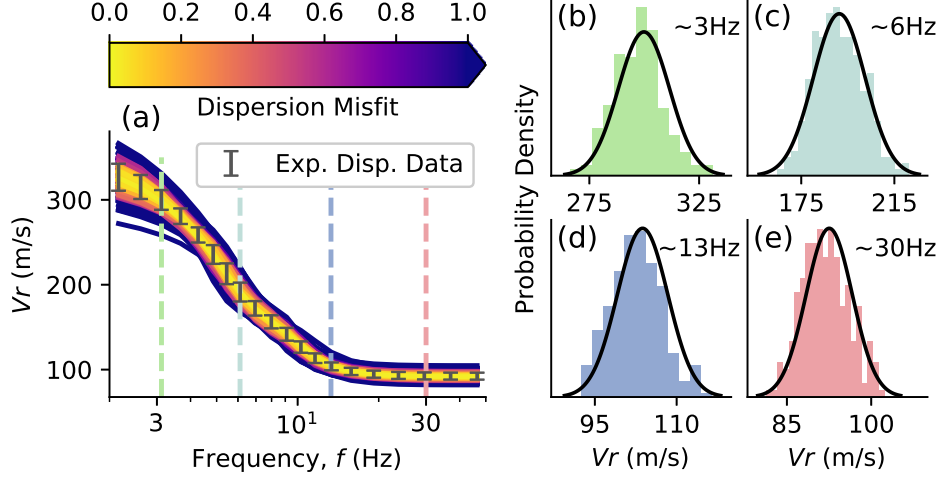 0.0 0.2 0.4 0.6 0.8 1.0
Dispersion Misfit
(a)
Exp. Disp. Data
300
200
100
Vr (m/s)
3 10¹ 30
Frequency, f (Hz)
Probability Density
(b) ~3Hz
275 325
(c) ~6Hz
175 215
(d) ~13Hz
95 110
Vr (m/s)
(e) ~30Hz
85 100
Vr (m/s)